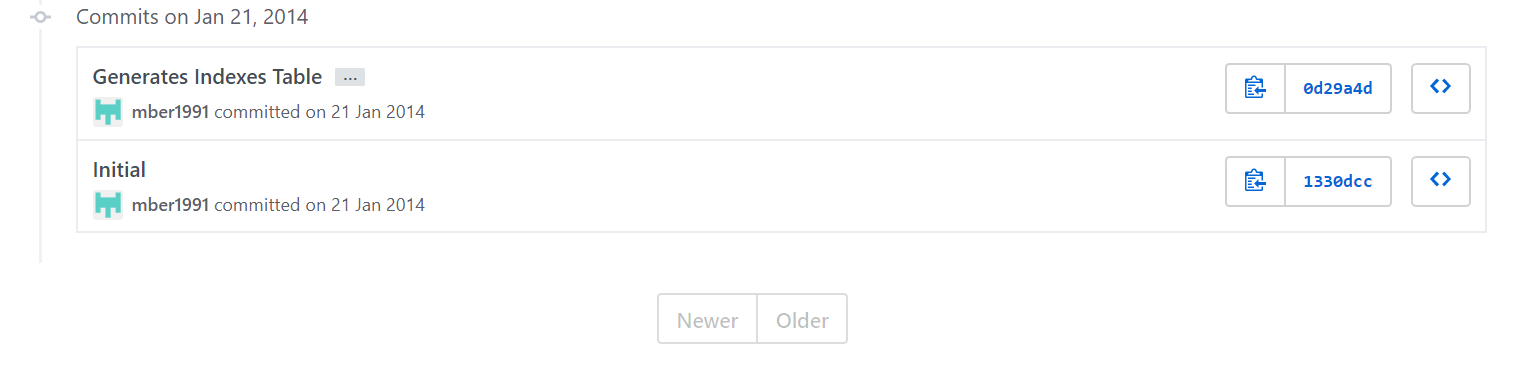 Commits on Jan 21, 2014
Generates Indexes Table ...
0d29a4d
mber1991 committed on 21 Jan 2014
Initial
1330dcc
mber1991 committed on 21 Jan 2014
Newer Older